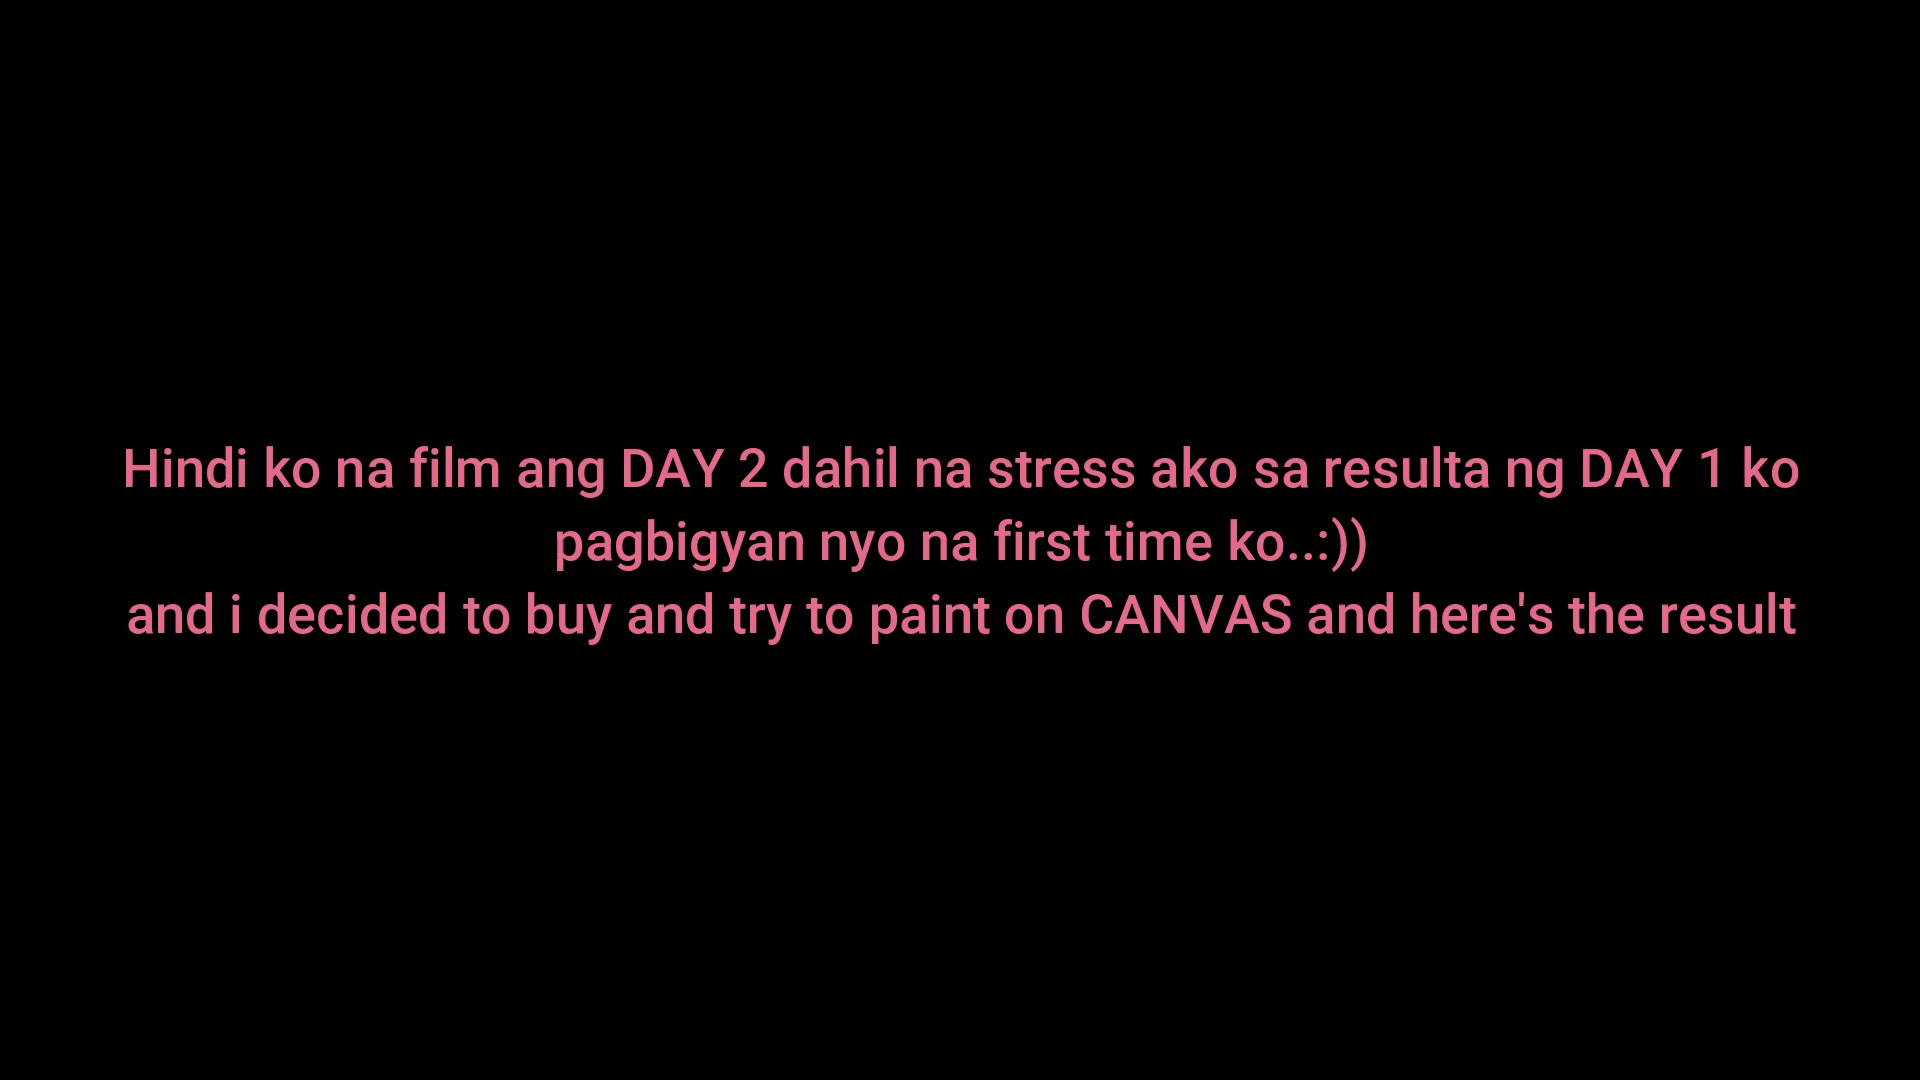 Hindi ko na film ang DAY 2 dahil na stress ako sa resulta ng DAY 1 ko
pagbigyan nyo na first time ko..:))
and i decided to buy and try to paint on CANVAS and here's the result